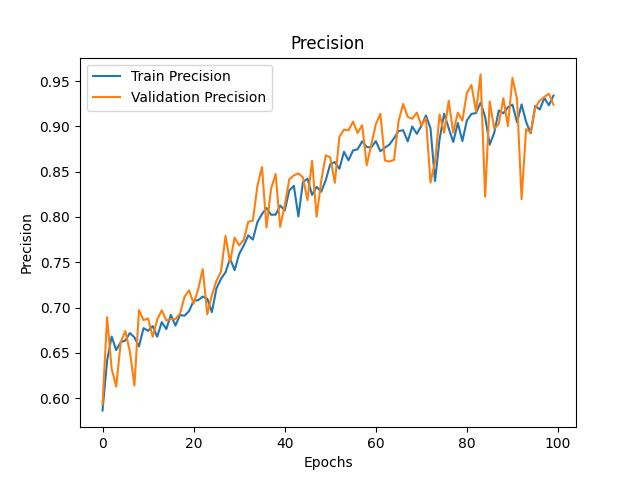 Precision
Train Precision
Validation Precision
Precision
0.95
0.90
0.85
0.80
0.75
0.70
0.65
0.60
0 20 40 60 80 100
Epochs